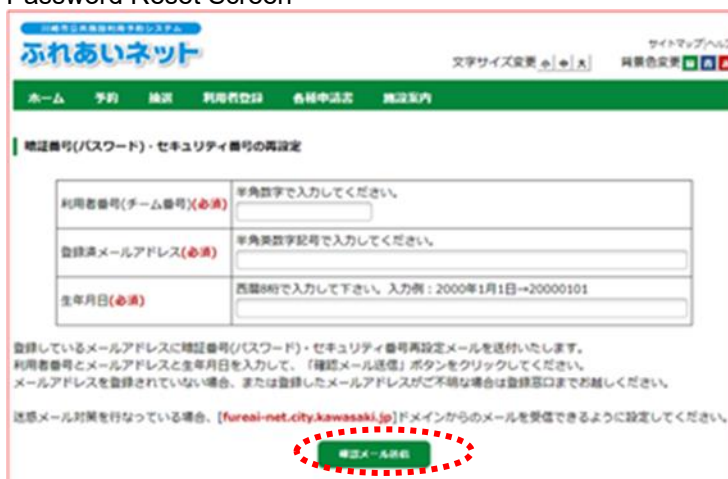 Password Reset Screen
川崎市公共施設利用予約システム
ふれあいネット
サイトマップ/ヘルプ
文字サイズ変更 小 中 大 背景色変更
ホーム 予約 抽選 利用者登録 各種申請書 施設案内
暗証番号(パスワード)・セキュリティ番号の再設定
利用者番号(チーム番号)(必須) 半角数字で入力してください。
登録済メールアドレス(必須) 半角英数字記号で入力してください。
生年月日(必須) 西暦8桁で入力して下さい。入力例：2000年1月1日→20000101
登録しているメールアドレスに暗証番号(パスワード)・セキュリティ番号再設定メールを送付いたします。
利用者番号とメールアドレスと生年月日を入力して、「確認メール送信」ボタンをクリックしてください。
メールアドレスを登録されていない場合、または登録したメールアドレスがご不明な場合は登録窓口までお越しください。
迷惑メール対策を行なっている場合、[fureai-net.city.kawasaki.jp]ドメインからのメールを受信できるように設定してください。
確認メール送信